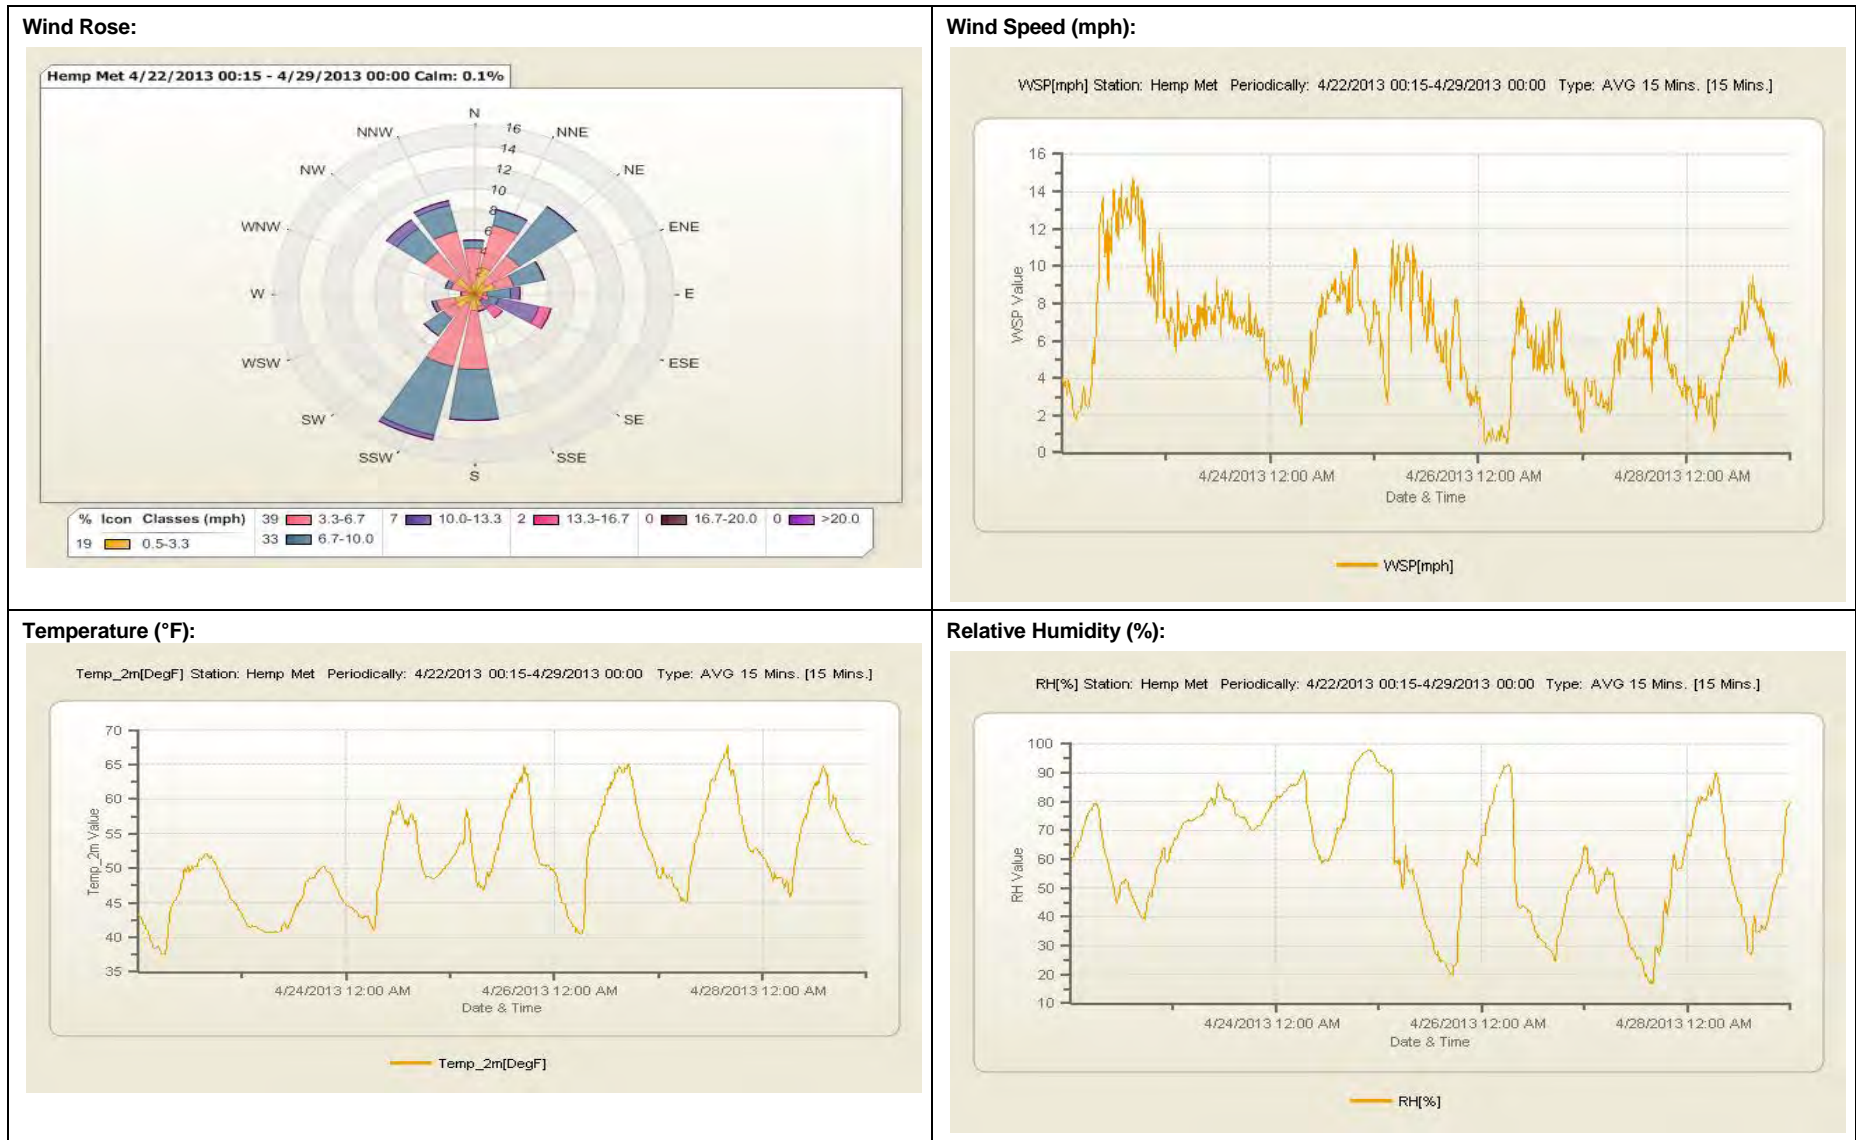 Wind Rose:
Hemp Met 4/22/2013 00:15 - 4/29/2013 00:00 Calm: 0.1%
N
NNE
NE
ENE
E
ESE
SE
SSE
S
SSW
SW
WSW
W
WNW
NW
NNW
16
14
12
10
8
6
4
2
% Icon Classes (mph)
19 0.5-3.3
39 3.3-6.7
33 6.7-10.0
7 10.0-13.3
2 13.3-16.7
0 16.7-20.0
0 >20.0
Wind Speed (mph):
WSP[mph] Station: Hemp Met Periodically: 4/22/2013 00:15-4/29/2013 00:00 Type: AVG 15 Mins. [15 Mins.]
WSP Value
16
14
12
10
8
6
4
2
0
4/24/2013 12:00 AM
4/26/2013 12:00 AM
4/28/2013 12:00 AM
Date & Time
WSP[mph]
Temperature (°F):
Temp_2m[DegF] Station: Hemp Met Periodically: 4/22/2013 00:15-4/29/2013 00:00 Type: AVG 15 Mins. [15 Mins.]
Temp_2m Value
70
65
60
55
50
45
40
35
4/24/2013 12:00 AM
4/26/2013 12:00 AM
4/28/2013 12:00 AM
Date & Time
Temp_2m[DegF]
Relative Humidity (%):
RH[%] Station: Hemp Met Periodically: 4/22/2013 00:15-4/29/2013 00:00 Type: AVG 15 Mins. [15 Mins.]
RH Value
100
90
80
70
60
50
40
30
20
10
4/24/2013 12:00 AM
4/26/2013 12:00 AM
4/28/2013 12:00 AM
Date & Time
RH[%]